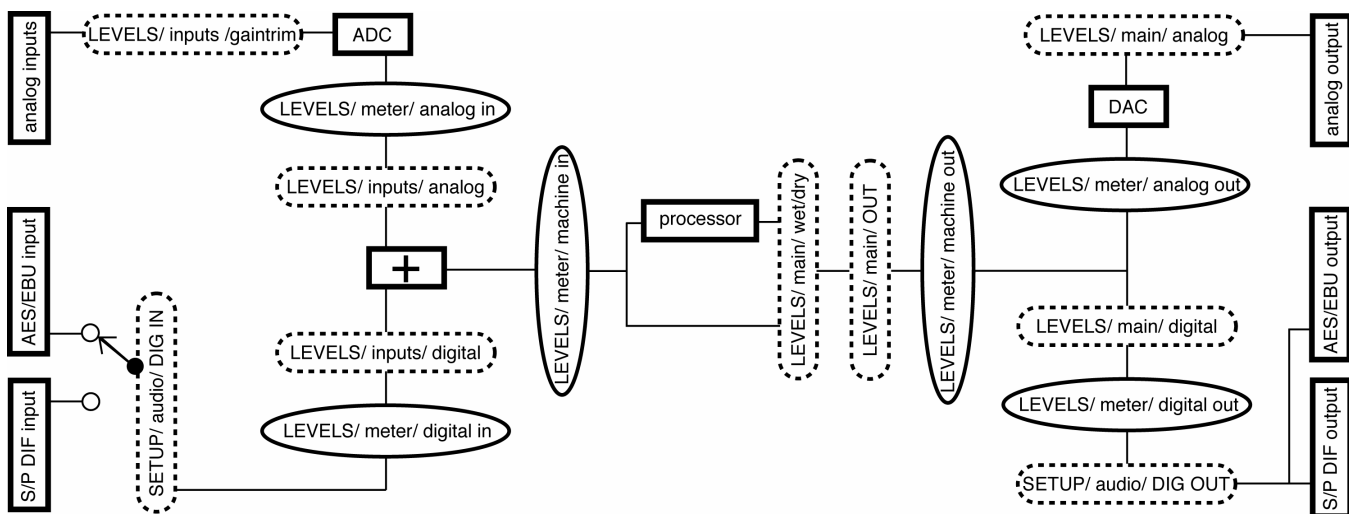 analog inputs
LEVELS/ inputs /gaintrim
ADC
LEVELS/ meter/ analog in
LEVELS/ inputs/ analog
+
LEVELS/ inputs/ digital
LEVELS/ meter/ digital in
AES/EBU input
S/P DIF input
SETUP/ audio/ DIG IN
LEVELS/ meter/ machine in
processor
LEVELS/ main/ wet/dry
LEVELS/ main/ OUT
LEVELS/ meter/ machine out
LEVELS/ main/ analog
analog output
DAC
LEVELS/ meter/ analog out
LEVELS/ main/ digital
LEVELS/ meter/ digital out
SETUP/ audio/ DIG OUT
AES/EBU output
S/P DIF output